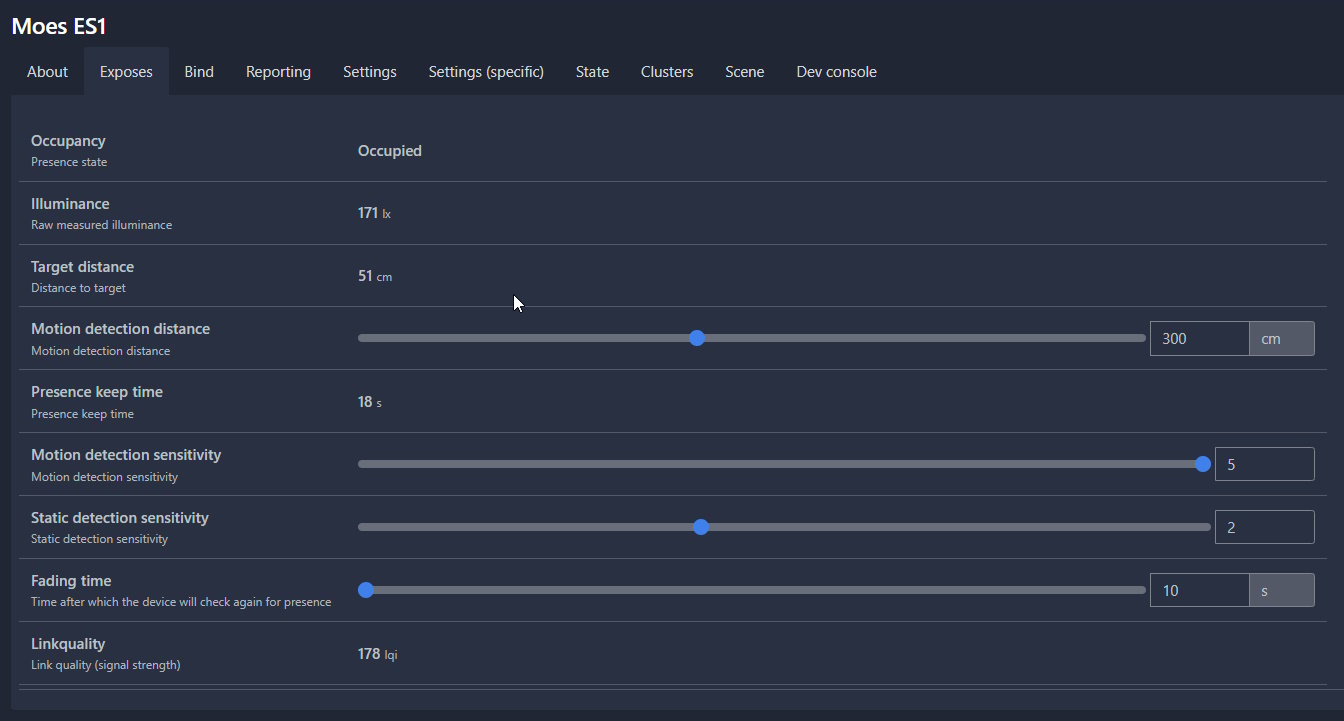 Moes ES1
About Exposes Bind Reporting Settings Settings (specific) State Clusters Scene Dev console
Occupancy
Presence state
Occupied
Illuminance
Raw measured illuminance
171 lx
Target distance
Distance to target
51 cm
Motion detection distance
Motion detection distance
300 cm
Presence keep time
Presence keep time
18 s
Motion detection sensitivity
Motion detection sensitivity
5
Static detection sensitivity
Static detection sensitivity
2
Fading time
Time after which the device will check again for presence
10 s
Linkquality
Link quality (signal strength)
178 lqi